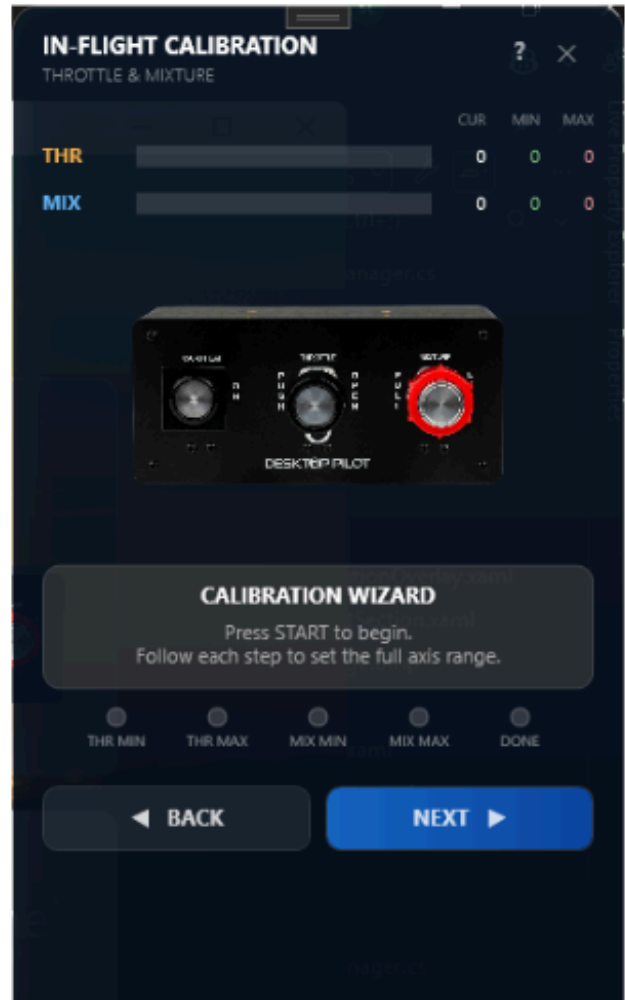 IN-FLIGHT CALIBRATION
?
THROTTLE & MIXTURE
CUR MIN MAX
THR 0 0 0
MIX 0 0 0
THROTTLE
MIXTURE
DESKTOP PILOT
CALIBRATION WIZARD
Press START to begin.
Follow each step to set the full axis range.
THR MIN THR MAX MIX MIN MIX MAX DONE
◀ BACK
NEXT ▶